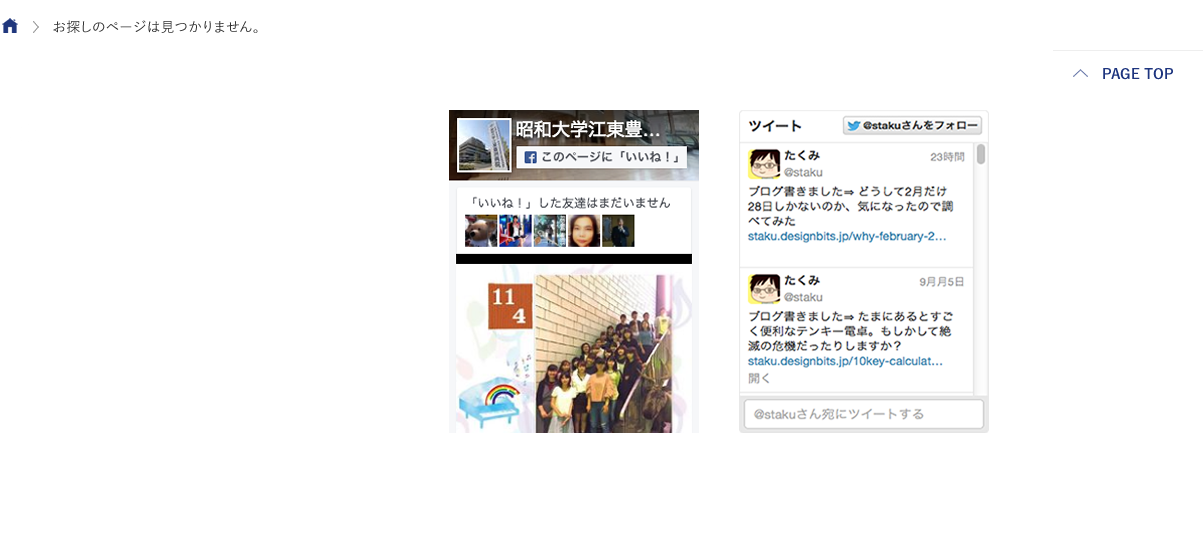 お探しのページは見つかりません。
PAGE TOP
昭和大学江東豊…
このページに「いいね！」
「いいね！」した友達はまだいません
11
4
ツイート
@stakuさんをフォロー
たくみ
23時間
@staku
ブログ書きました⇒ どうして2月だけ
28日しかないのか、気になったので調
べてみた
staku.designbits.jp/why-february-2…
たくみ
9月月5日
@staku
ブログ書きました⇒ たまにあるとすご
く便利なテンキー電卓。もしかして絶
滅の危機だったりしますか？
staku.designbits.jp/10key-calculat…
開く
@stakuさん宛にツイートする